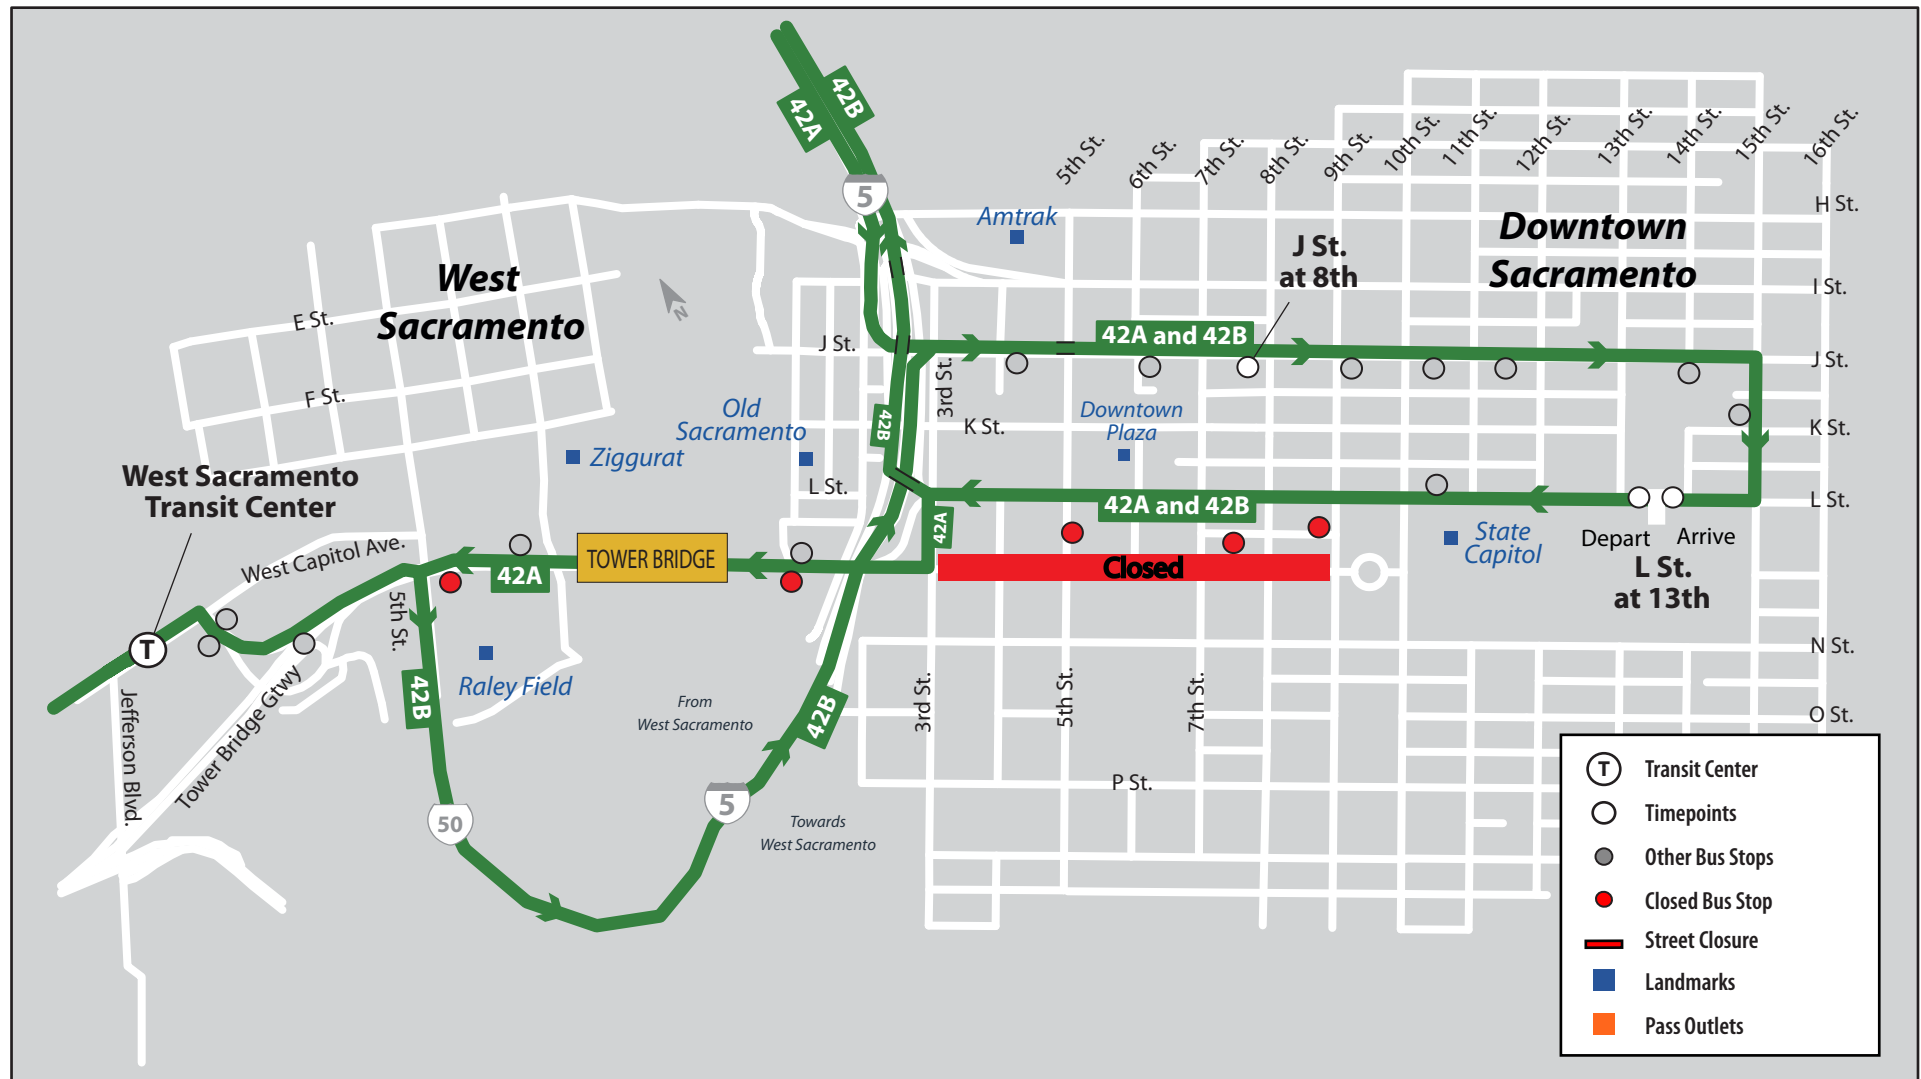 42B
42A
5
5th St.
6th St.
7th St.
8th St.
9th St.
10th St.
11th St.
12th St.
13th St.
14th St.
15th St.
16th St.
H St.
Amtrak
Downtown
Sacramento
J St.
at 8th
West
Sacramento
N
I St.
E St.
J St.
42A and 42B
J St.
F St.
3rd St.
Old
Sacramento
42B
K St.
Downtown
Plaza
K St.
Ziggurat
West Sacramento
Transit Center
L St.
42A and 42B
L St.
42A
State
Capitol
Depart
Arrive
L St.
at 13th
West Capitol Ave.
TOWER BRIDGE
42A
Closed
5th St.
T
N St.
Raley Field
42B
Jefferson Blvd.
Tower Bridge Gtwy
From
West Sacramento
42B
3rd St.
5th St.
7th St.
O St.
P St.
5
50
Towards
West Sacramento
T
Transit Center
Timepoints
Other Bus Stops
Closed Bus Stop
Street Closure
Landmarks
Pass Outlets